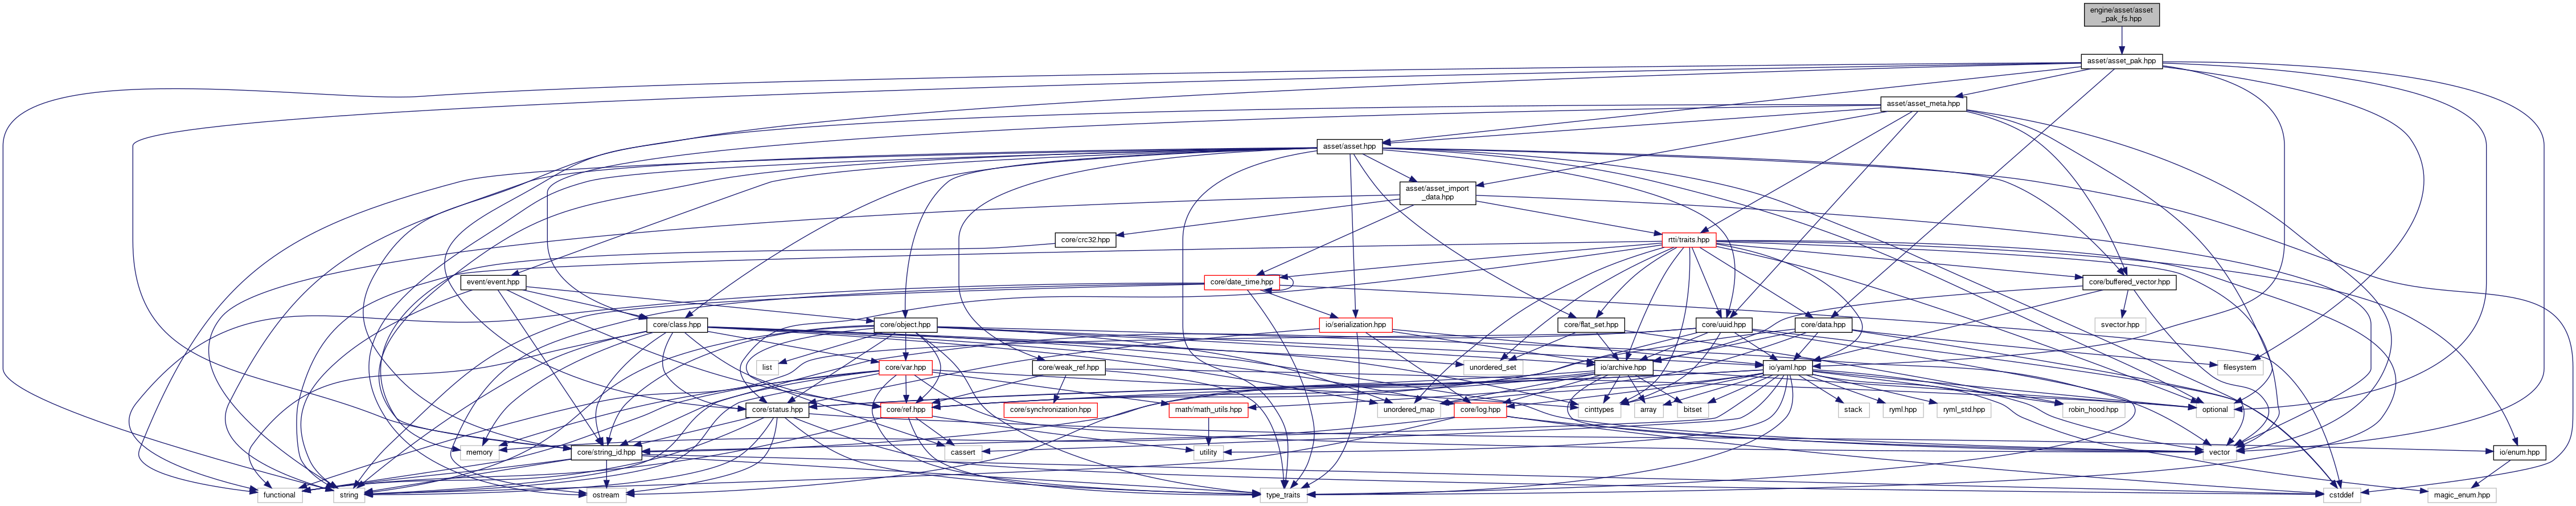 engine/asset/asset
_pak_fs.hpp
asset/asset_pak.hpp
asset/asset_meta.hpp
asset/asset.hpp
asset/asset_import
_data.hpp
core/crc32.hpp
rtti/traits.hpp
event/event.hpp
core/date_time.hpp
core/buffered_vector.hpp
core/class.hpp
core/object.hpp
io/serialization.hpp
core/flat_set.hpp
core/uuid.hpp
core/data.hpp
svector.hpp
list
core/var.hpp
core/weak_ref.hpp
unordered_set
io/archive.hpp
io/yaml.hpp
filesystem
core/status.hpp
core/ref.hpp
core/synchronization.hpp
math/math_utils.hpp
unordered_map
core/log.hpp
cinttypes
array
bitset
stack
ryml.hpp
ryml_std.hpp
robin_hood.hpp
optional
memory
core/string_id.hpp
cassert
utility
vector
io/enum.hpp
functional
string
ostream
type_traits
cstddef
magic_enum.hpp